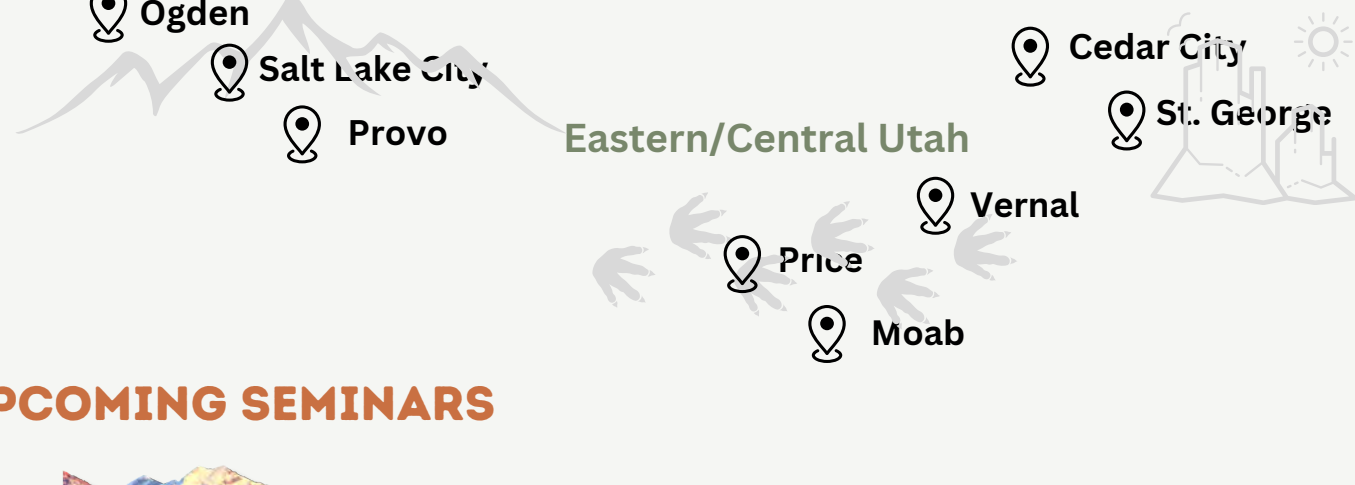 Ogden
Salt Lake City
Provo
Eastern/Central Utah
Cedar City
St. George
Vernal
Price
Moab
PCOMING SEMINARS